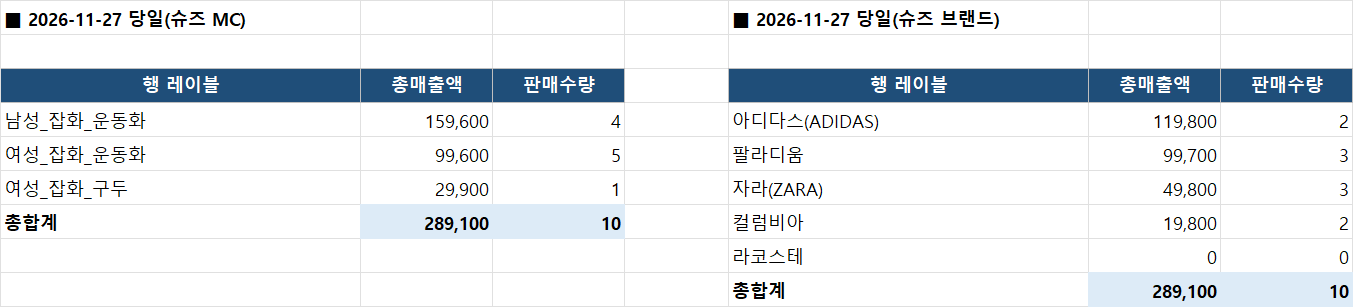 ■ 2026-11-27 당일(슈즈 MC)
행 레이블 총매출액 판매수량
남성_잡화_운동화 159,600 4
여성_잡화_운동화 99,600 5
여성_잡화_구두 29,900 1
총합계 289,100 10
■ 2026-11-27 당일(슈즈 브랜드)
행 레이블 총매출액 판매수량
아디다스(ADIDAS) 119,800 2
팔라디움 99,700 3
자라(ZARA) 49,800 3
컬럼비아 19,800 2
라코스테 0 0
총합계 289,100 10